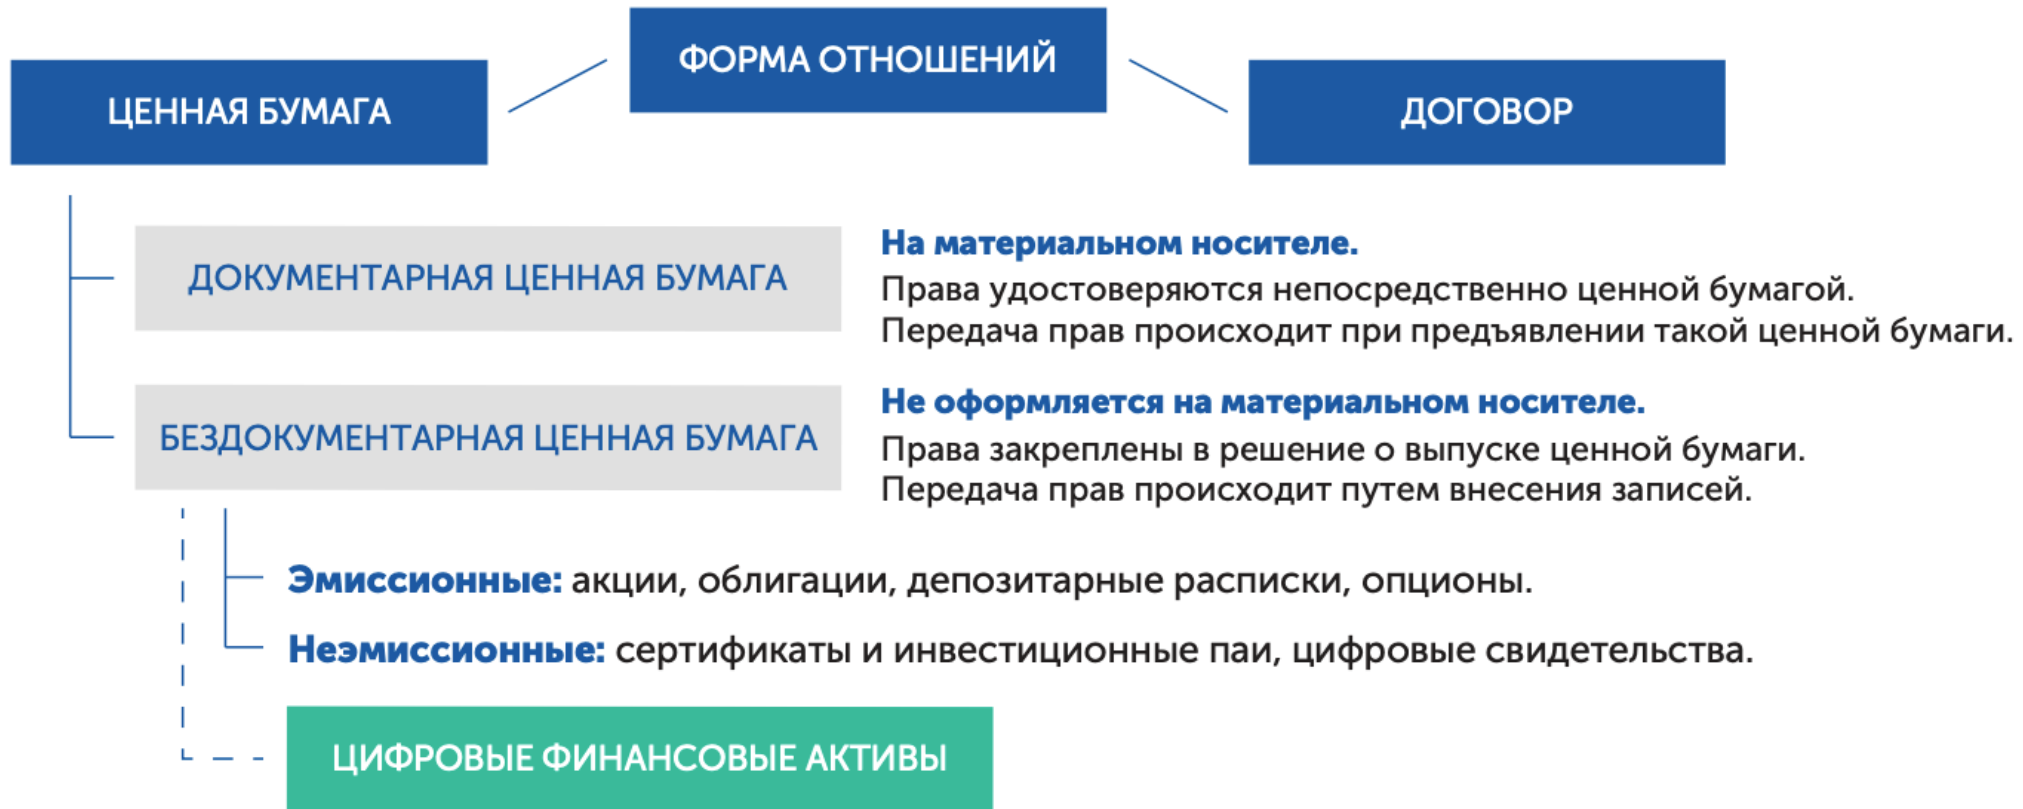 ФОРМА ОТНОШЕНИЙ
ЦЕННАЯ БУМАГА
ДОГОВОР
ДОКУМЕНТАРНАЯ ЦЕННАЯ БУМАГА
На материальном носителе.
Права удостоверяются непосредственно ценной бумагой.
Передача прав происходит при предъявлении такой ценной бумаги.
БЕЗДОКУМЕНТАРНАЯ ЦЕННАЯ БУМАГА
Не оформляется на материальном носителе.
Права закреплены в решение о выпуске ценной бумаги.
Передача прав происходит путем внесения записей.
Эмиссионные: акции, облигации, депозитарные расписки, опционы.
Неэмиссионные: сертификаты и инвестиционные паи, цифровые свидетельства.
ЦИФРОВЫЕ ФИНАНСОВЫЕ АКТИВЫ